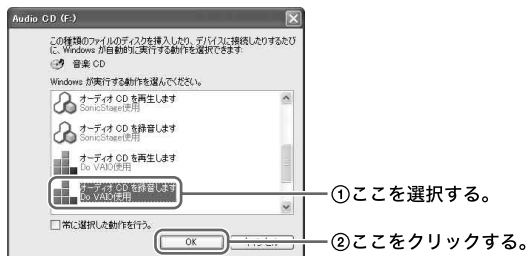 Audio CD (F:)
この種類のファイルのディスクを挿入したり、デバイスに接続したりするたび
に、Windows が自動的に実行する動作を選択できます:
音楽 CD
Windows が実行する動作を選んでください。
オーディオ CD を再生します
SonicStage使用
オーディオ CD を録音します
SonicStage使用
オーディオ CD を再生します
Do VAIO使用
オーディオ CD を録音します
Do VAIO使用
①ここを選択する。
常に選択した動作を行う。
OK
②ここをクリックする。